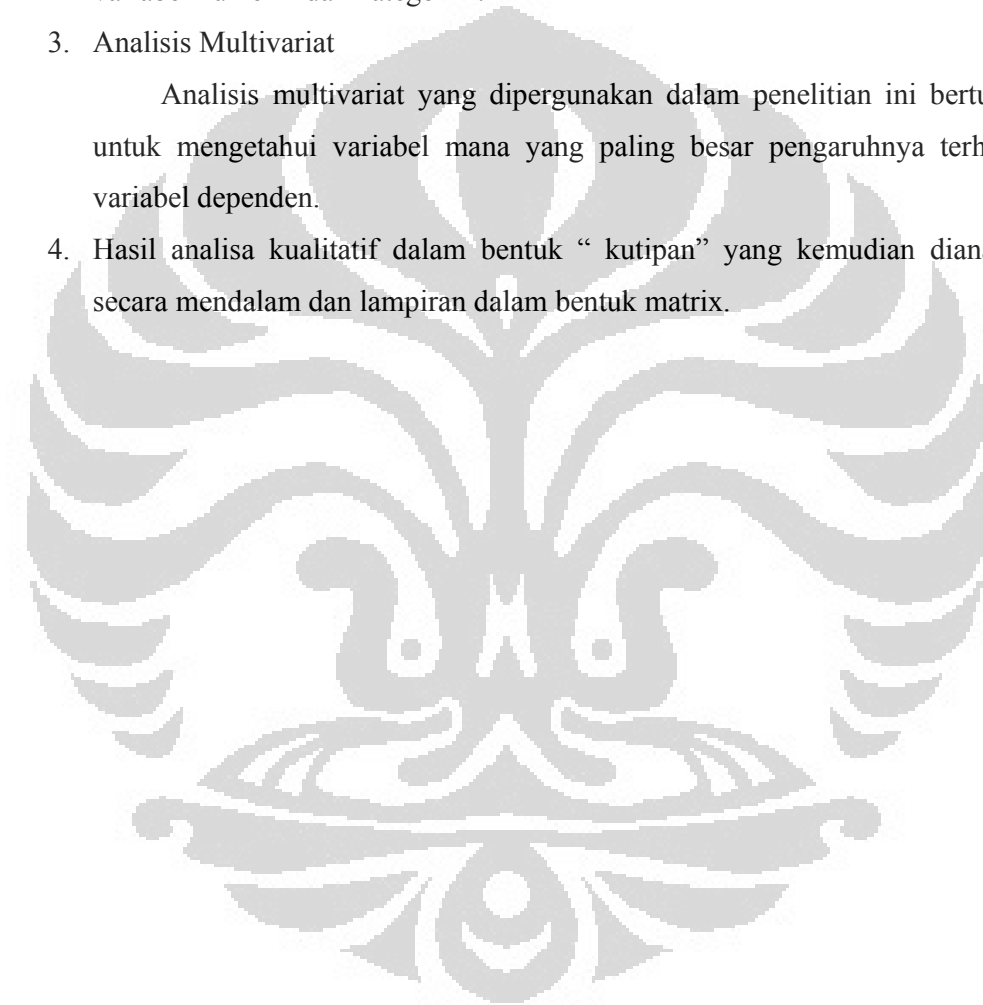 3. Analisis Multivariat
Analisis multivariat yang dipergunakan dalam penelitian ini bertu
untuk mengetahui variabel mana yang paling besar pengaruhnya terh
variabel dependen.
4. Hasil analisa kualitatif dalam bentuk “ kutipan” yang kemudian diana
secara mendalam dan lampiran dalam bentuk matrix.